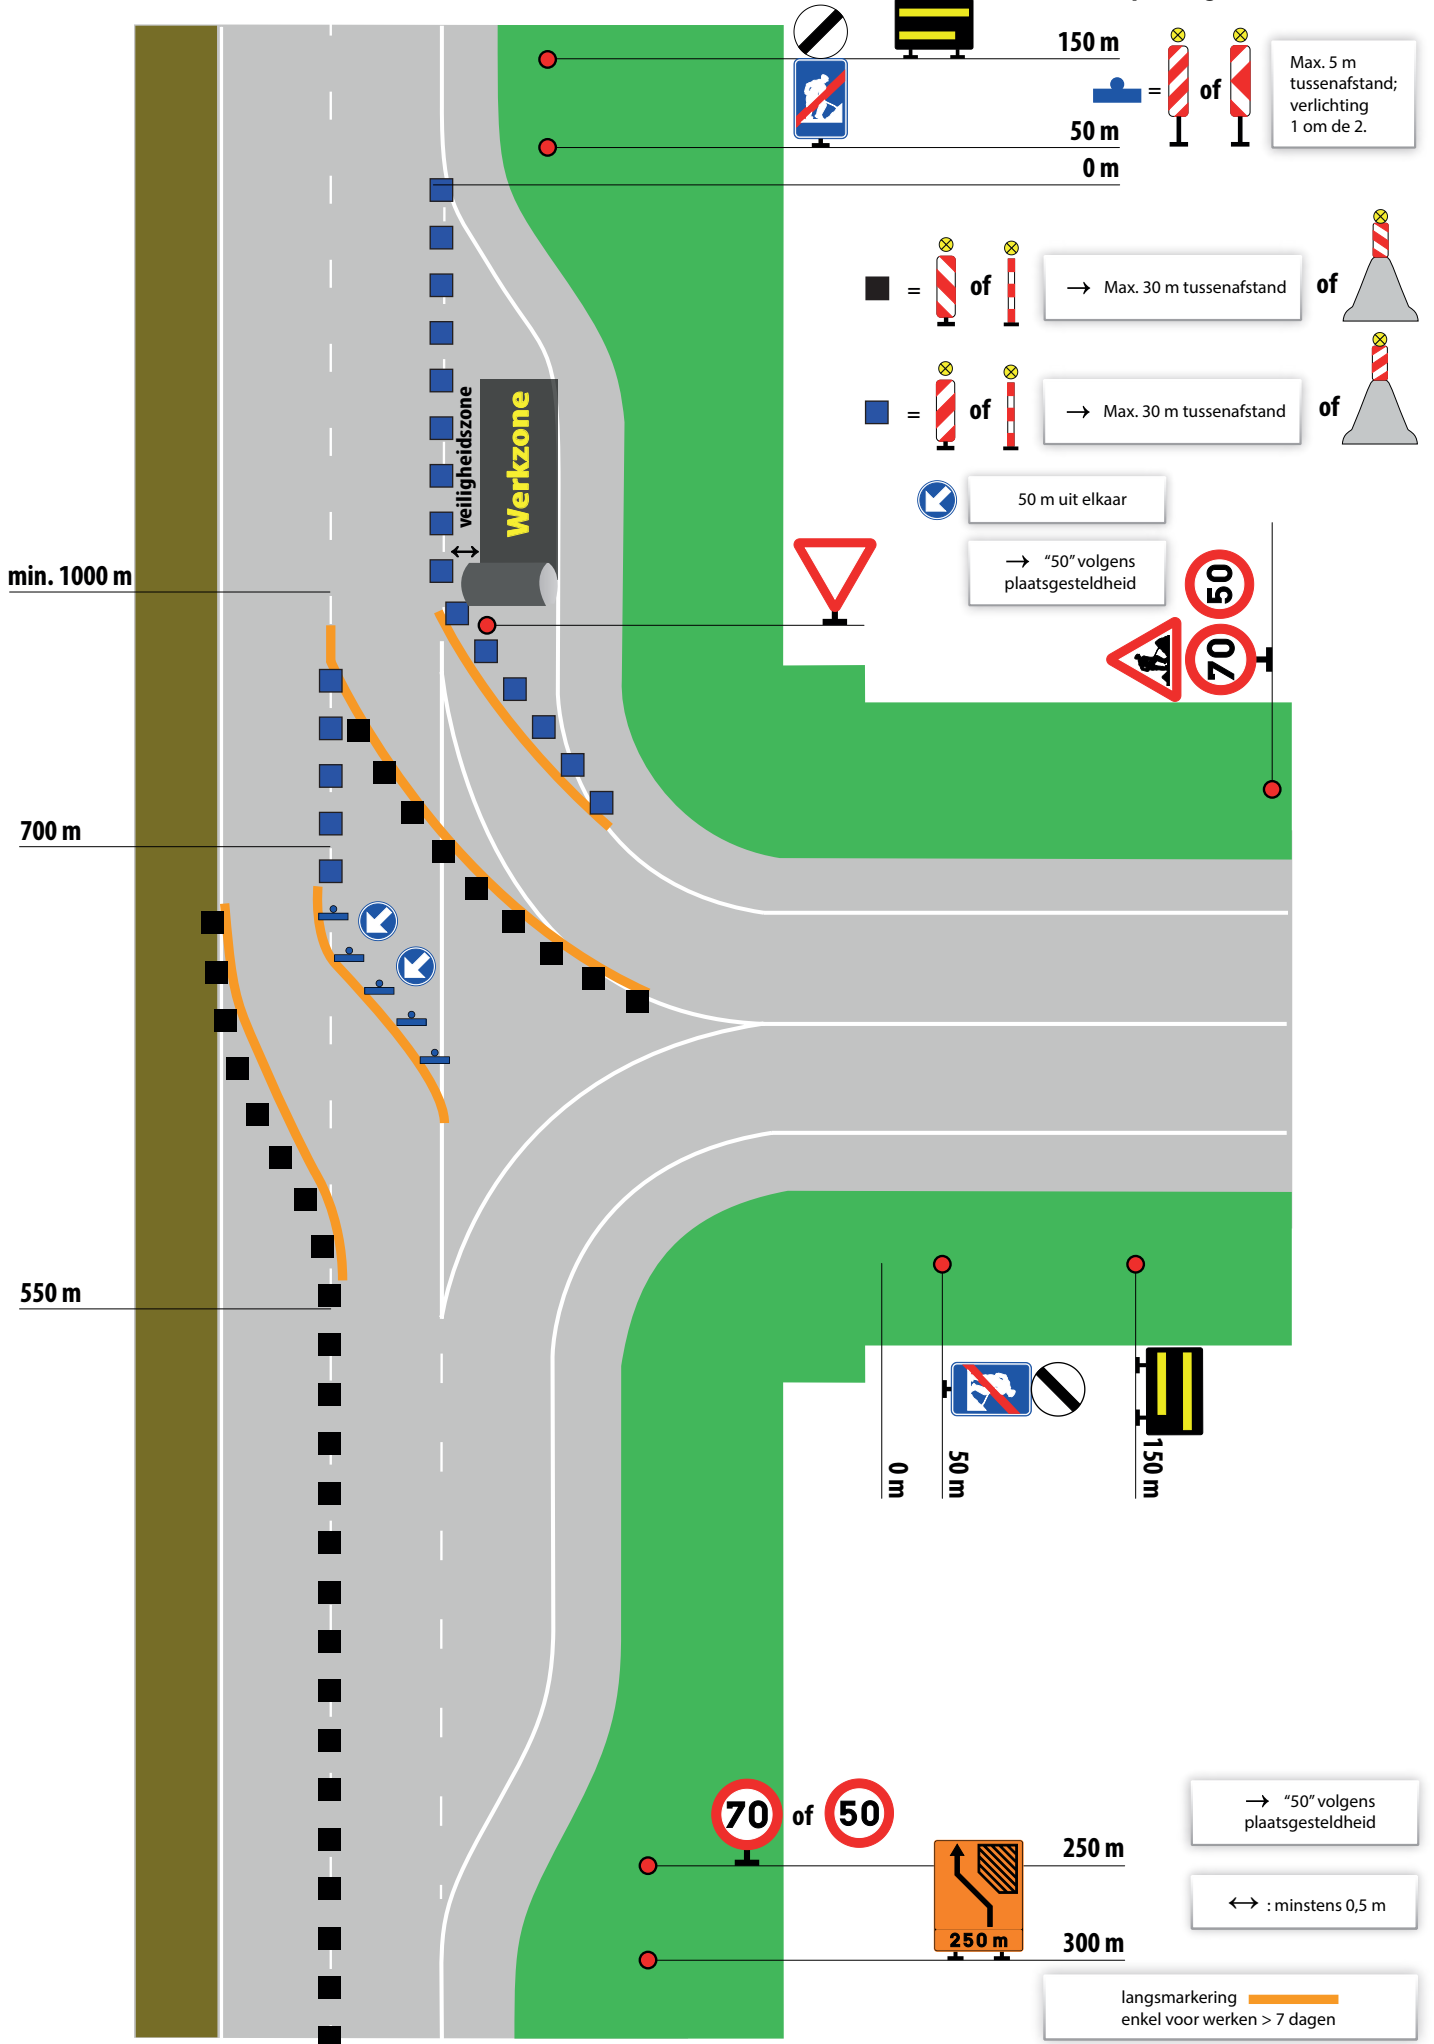 150 m
Max. 5 m
tussenafstand;
verlichting
1 om de 2.
= of
50 m
0 m
= of → Max. 30 m tussenafstand of
= of → Max. 30 m tussenafstand of
veiligheidszone
Werkzone
50 m uit elkaar
→ “50” volgens
plaatsgesteldheid
50
70
min. 1000 m
700 m
550 m
0 m
50 m
150 m
70 of 50
→ “50” volgens
plaatsgesteldheid
250 m
250 m
↔ : minstens 0,5 m
300 m
langsmarkering
enkel voor werken > 7 dagen